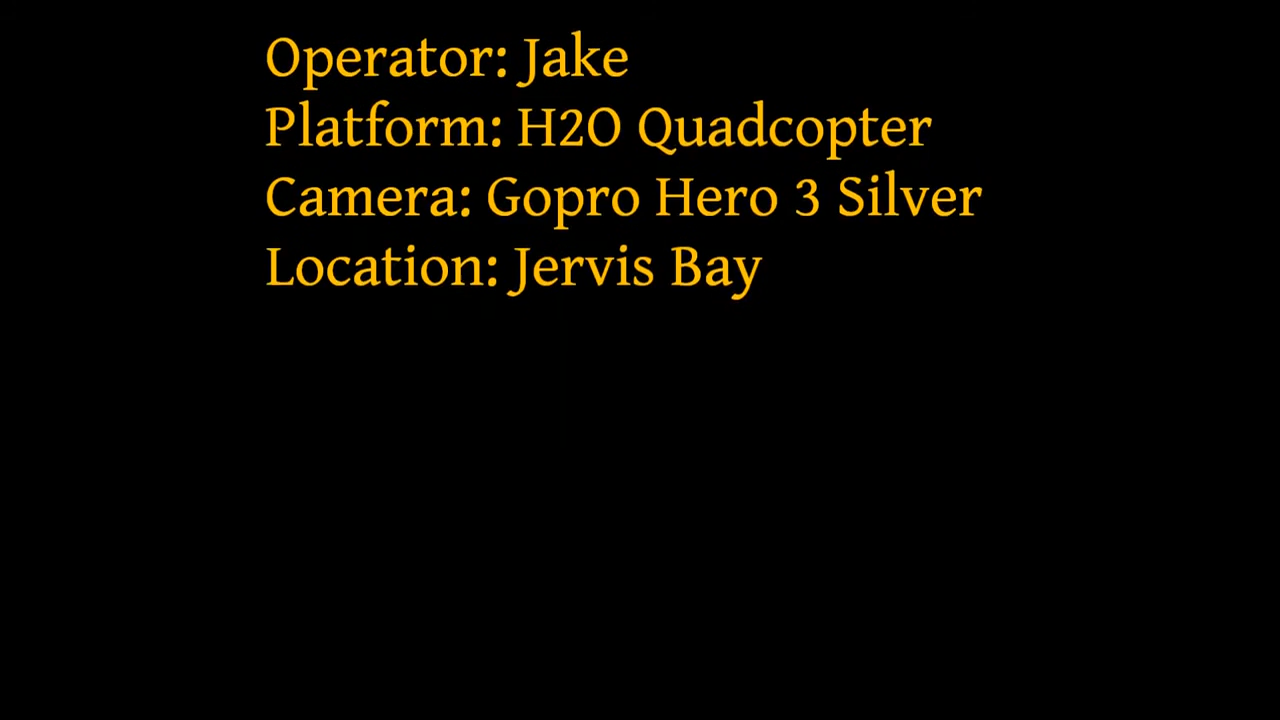 Operator: Jake
Platform: H2O Quadcopter
Camera: Gopro Hero 3 Silver
Location: Jervis Bay